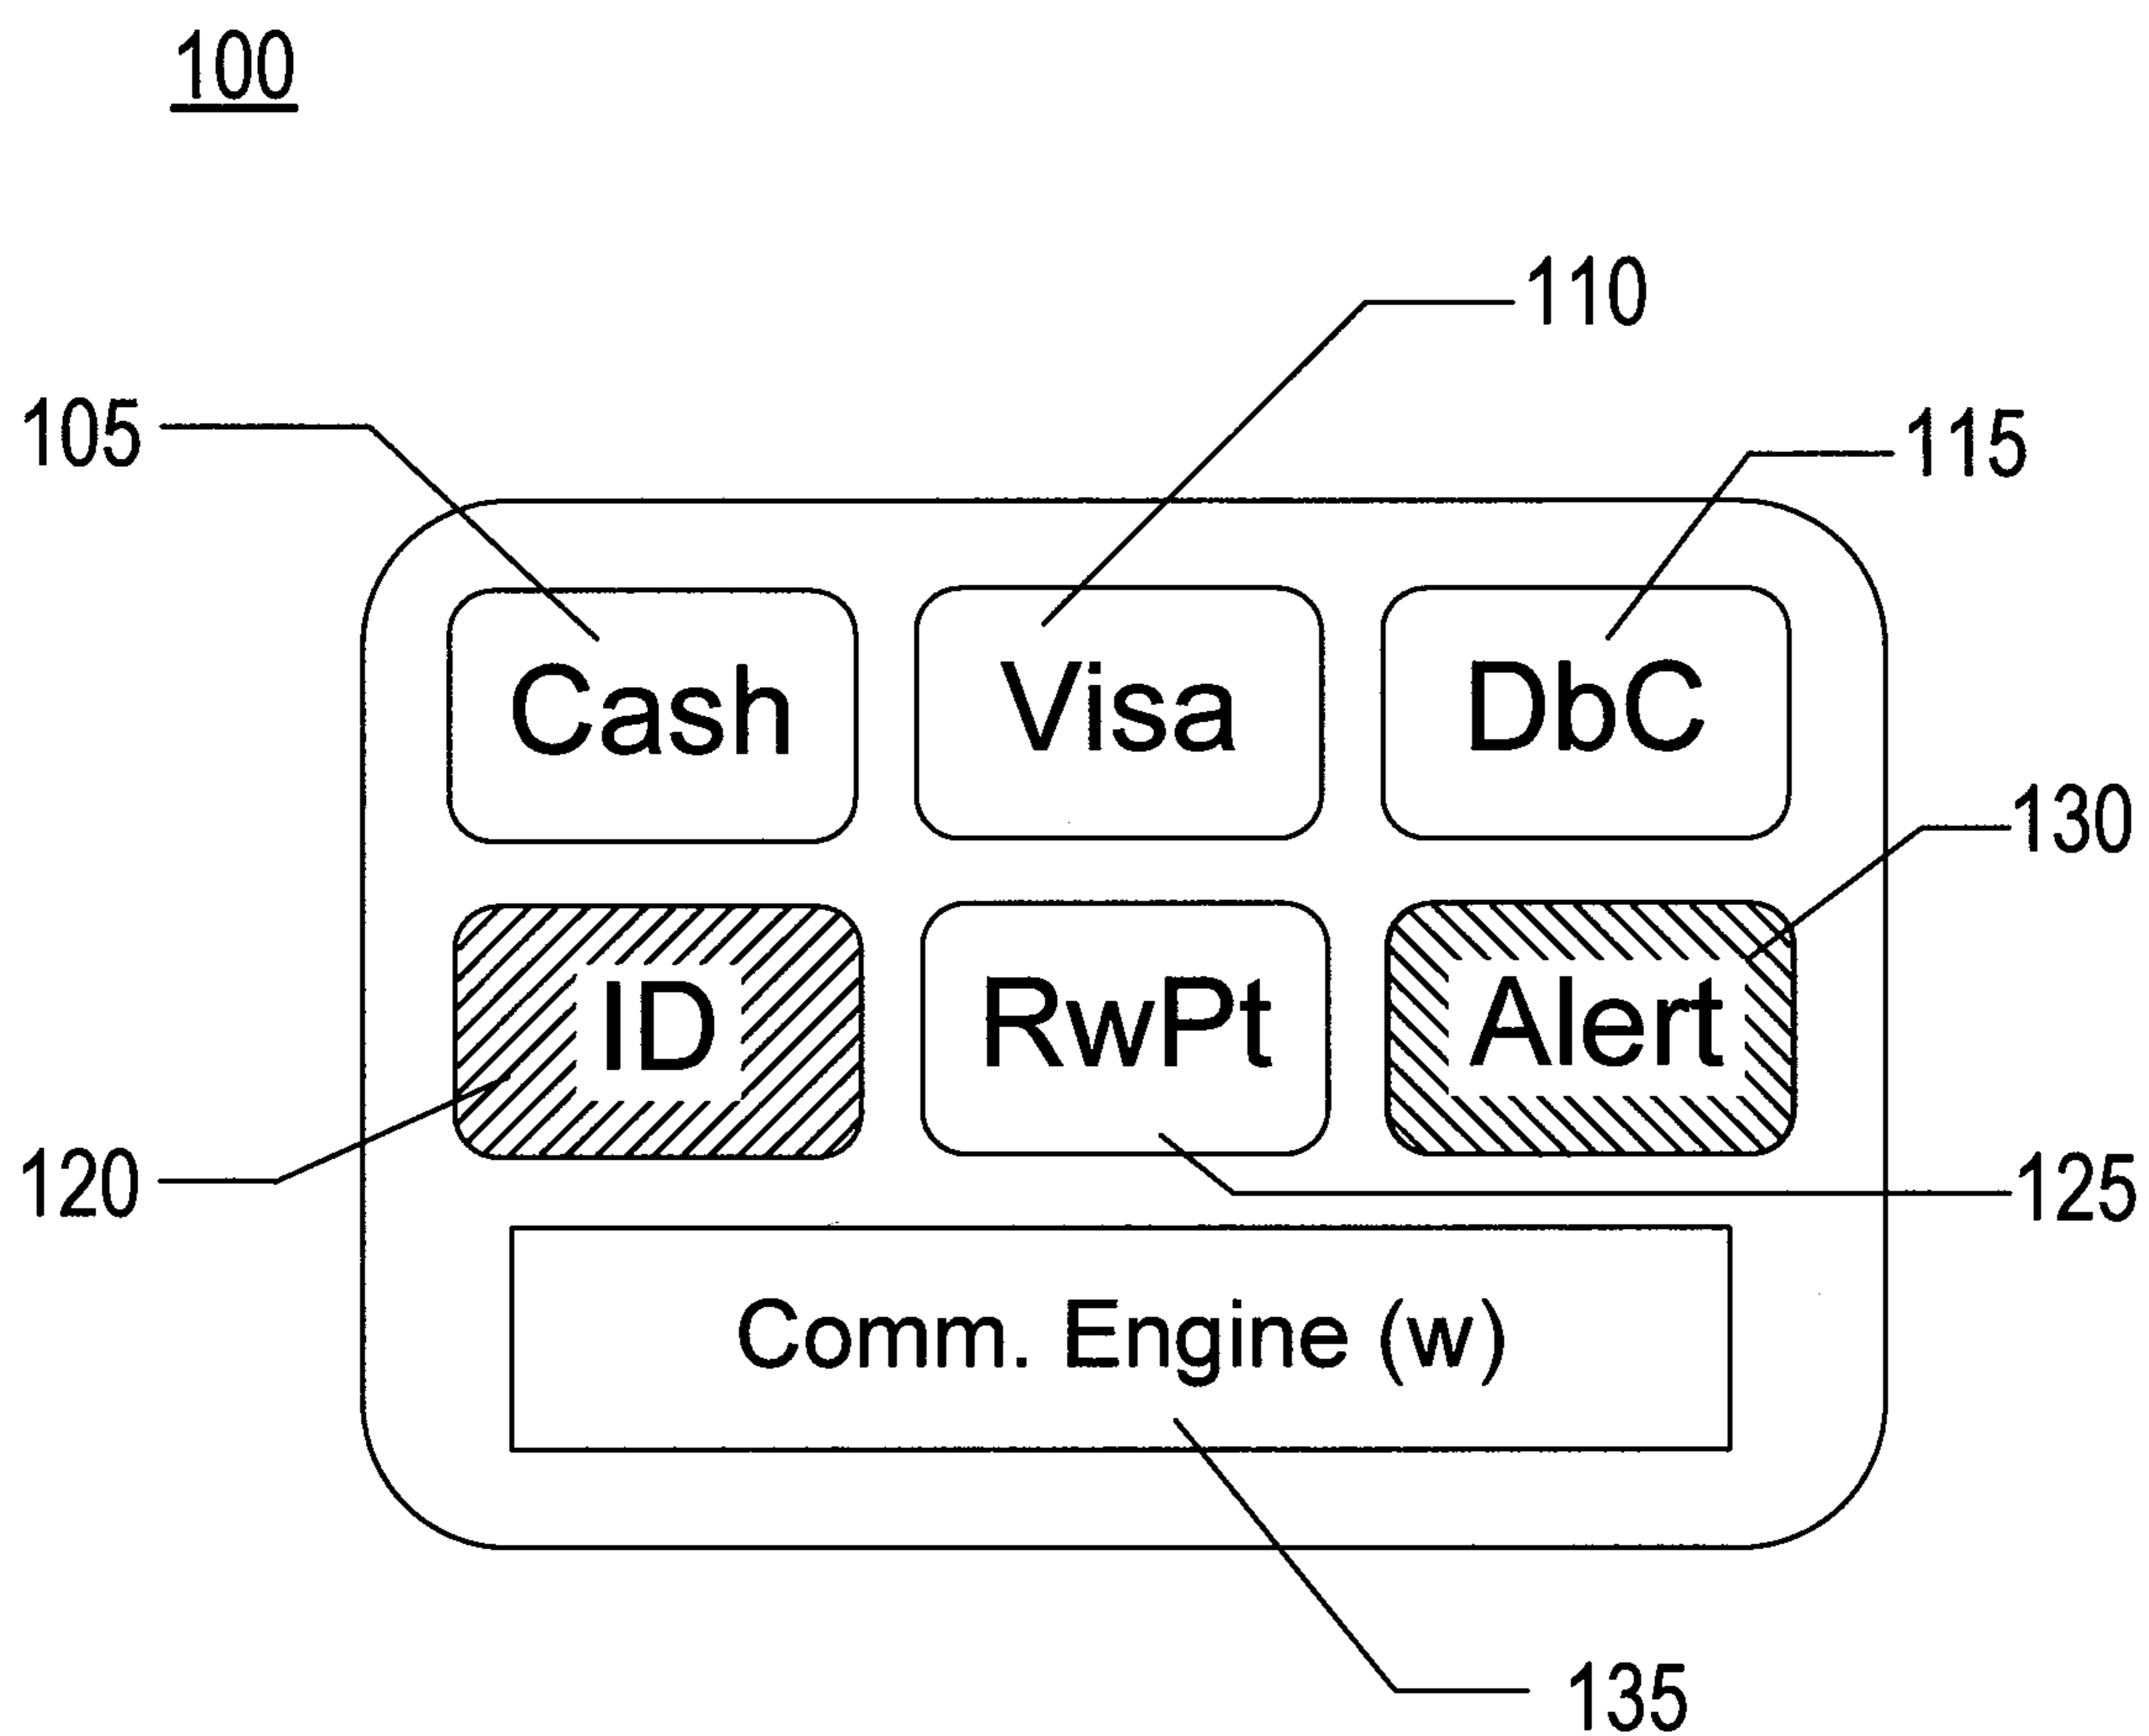 100
110
105
115
Cash
Visa
DbC
130
ID
RwPt
Alert
120
125
Comm. Engine (w)
135